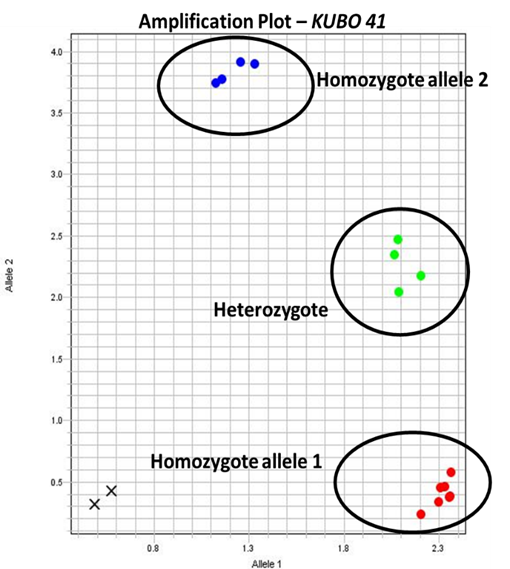 Amplification Plot – KUBO 41
4.0
Homozygote allele 2
3.5
3.0
2.5
Allele 2
2.0
Heterozygote
1.5
1.0
Homozygote allele 1
0.5
0.8 1.3 1.8 2.3
Allele 1